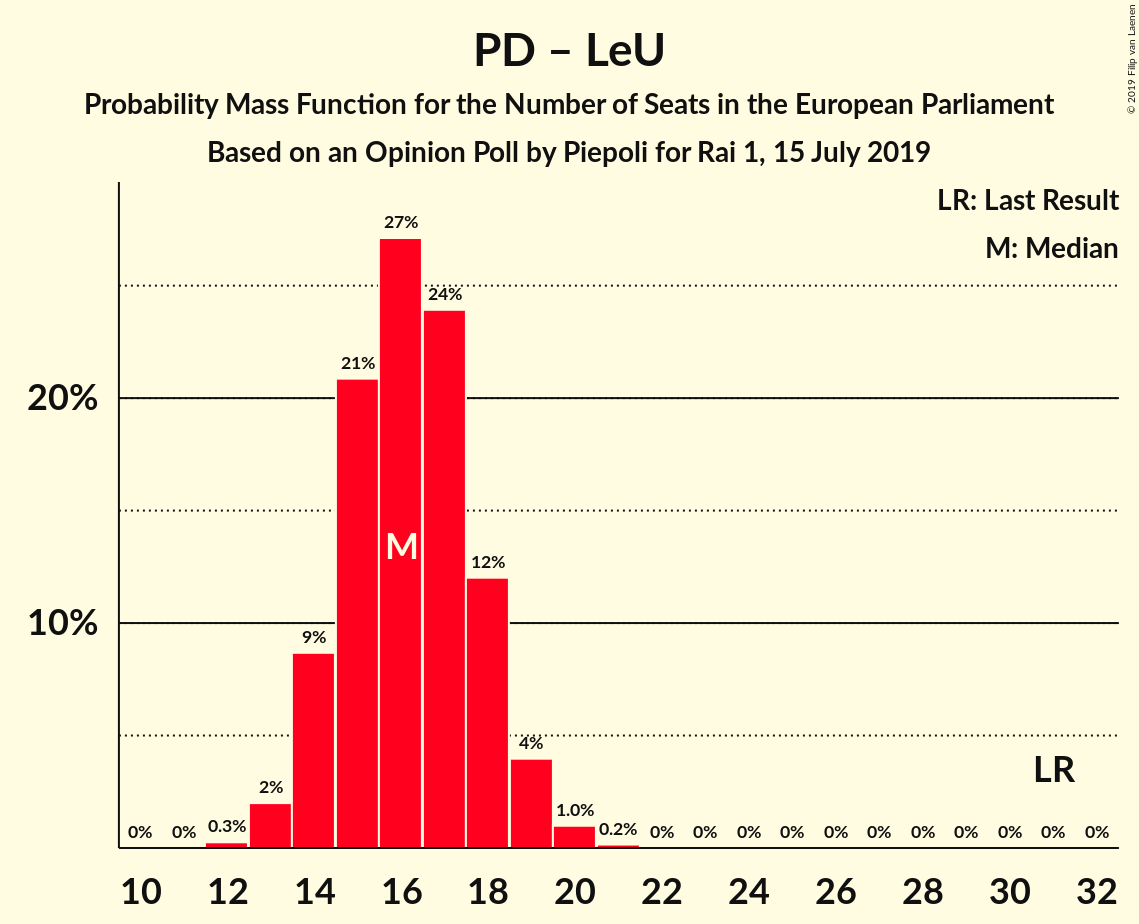 PD – LeU
Probability Mass Function for the Number of Seats in the European Parliament
Based on an Opinion Poll by Piepoli for Rai 1, 15 July 2019
© 2019 Filip van Laenen
LR: Last Result
M: Median
20%
10%
0% 0% 0.3% 2% 9% 21% 27% 24% 12% 4% 1.0% 0.2% 0% 0% 0% 0% 0% 0% 0% 0% 0% 0% 0%
M
LR
10 12 14 16 18 20 22 24 26 28 30 32